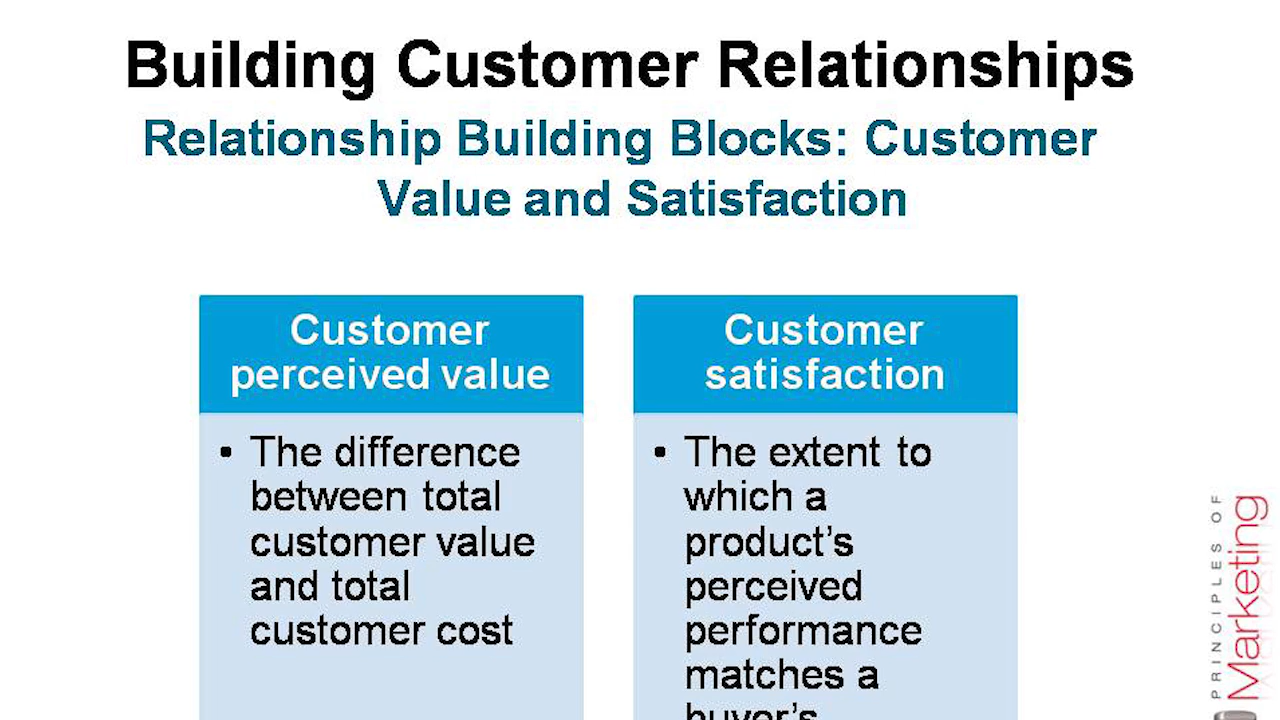 Building Customer Relationships
Relationship Building Blocks: Customer
Value and Satisfaction
Customer
perceived value
• The difference
between total
customer value
and total
customer cost
Customer
satisfaction
• The extent to
which a
product’s
perceived
performance
matches a
buyer’s
PRINCIPLES OF
Marketing